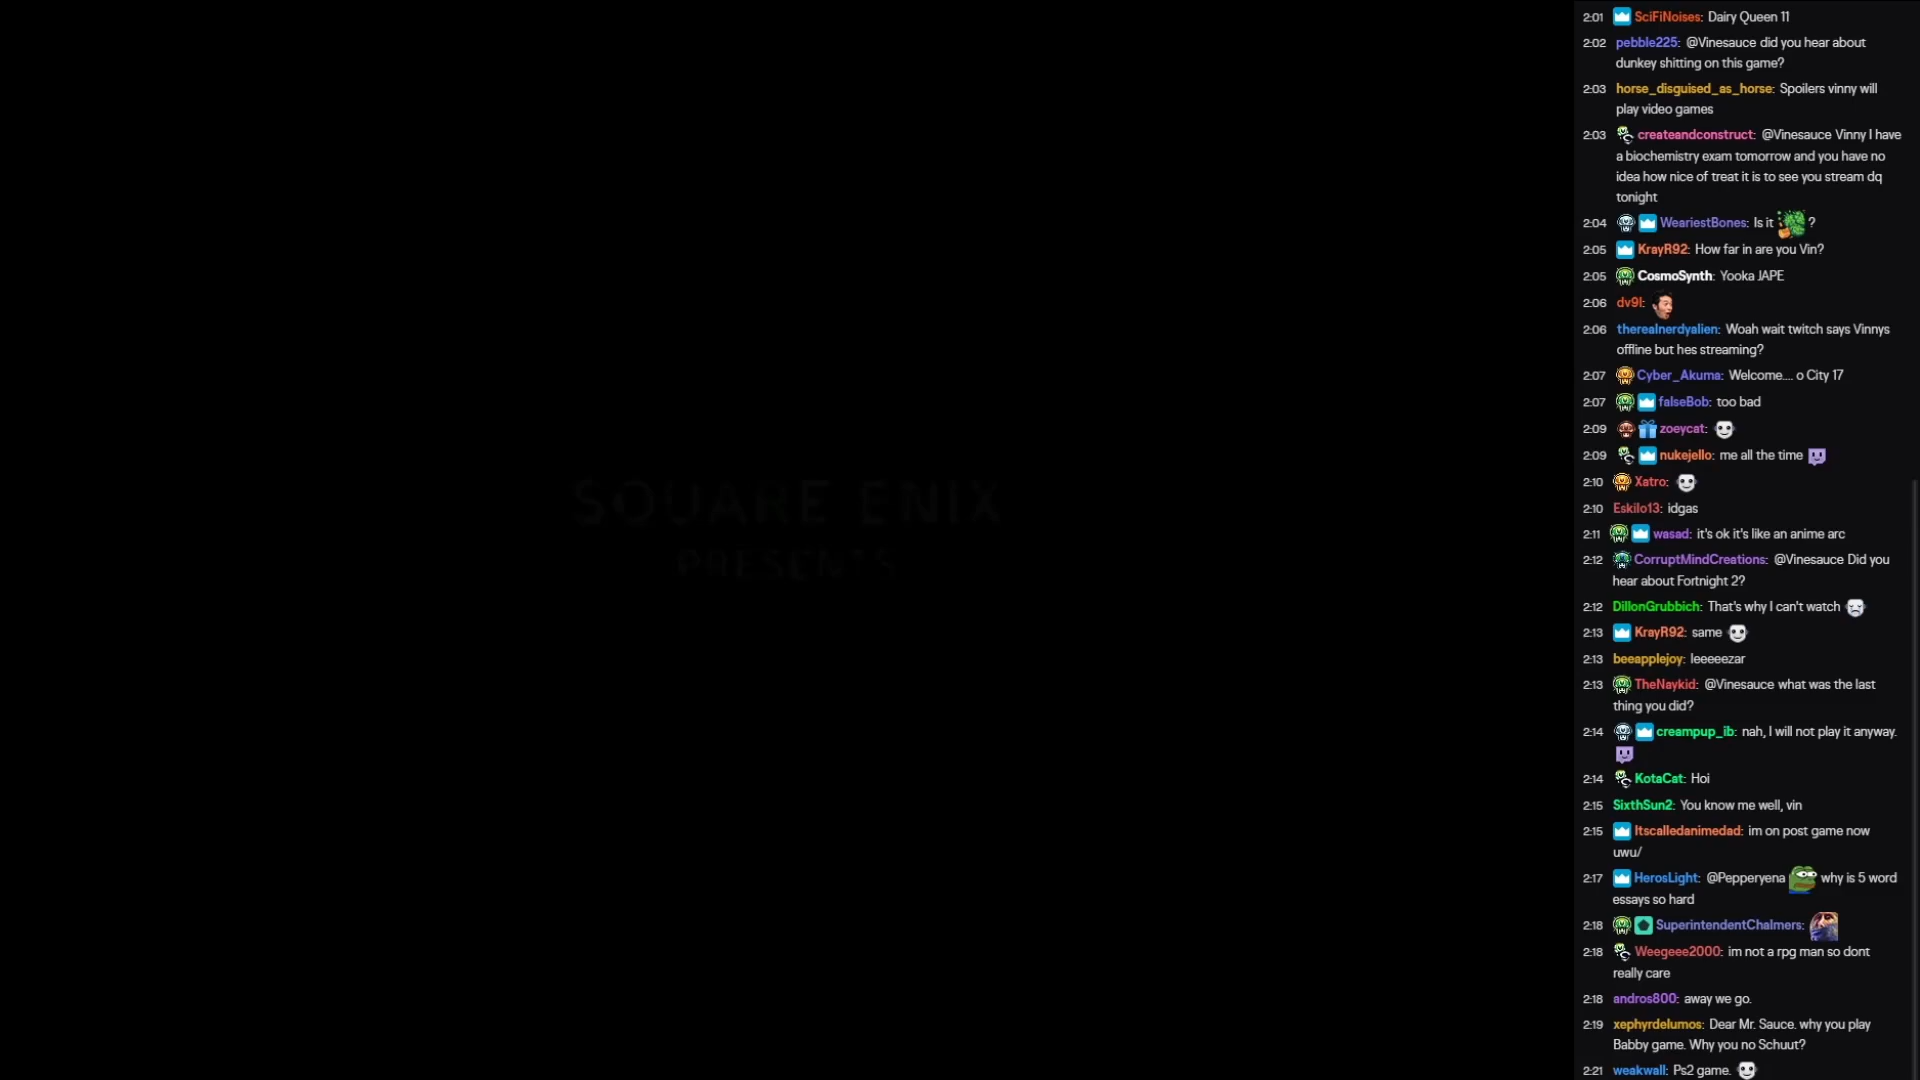 SQUARE ENIX
PRESENTS
2:01 SciFiNoises: Dairy Queen 11
2:02 pebble225: @Vinesauce did you hear about
dunkey shitting on this game?
2:03 horse_disguised_as_horse: Spoilers vinny will
play video games
2:03 createandconstruct: @Vinesauce Vinny I have
a biochemistry exam tomorrow and you have no
idea how nice of treat it is to see you stream dq
tonight
2:04 WeariestBones: Is it ?
2:05 KrayR92: How far in are you Vin?
2:05 CosmoSynth: Yooka JAPE
2:06 dv9l:
2:06 therealnerdyalien: Woah wait twitch says Vinnys
offline but hes streaming?
2:07 Cyber_Akuma: Welcome.... o City 17
2:07 falseBob: too bad
2:09 zoeycat:
2:09 nukejello: me all the time
2:10 Xatro:
2:10 Eskilo13: idgas
2:11 wasad: it's ok it's like an anime arc
2:12 CorruptMindCreations: @Vinesauce Did you
hear about Fortnight 2?
2:12 DillonGrubbich: That's why I can't watch
2:13 KrayR92: same
2:13 beeapplejoy: leeeeezar
2:13 TheNaykid: @Vinesauce what was the last
thing you did?
2:14 creampup_ib: nah, I will not play it anyway.
2:14 KotaCat: Hoi
2:15 SixthSun2: You know me well, vin
2:15 Itscalledanimedad: im on post game now
uwu/
2:17 HerosLight: @Pepperyena why is 5 word
essays so hard
2:18 SuperintendentChalmers:
2:18 Weegeee2000: im not a rpg man so dont
really care
2:18 andros800: away we go.
2:19 xephyrdelumos: Dear Mr. Sauce. why you play
Babby game. Why you no Schuut?
2:21 weakwall: Ps2 game.